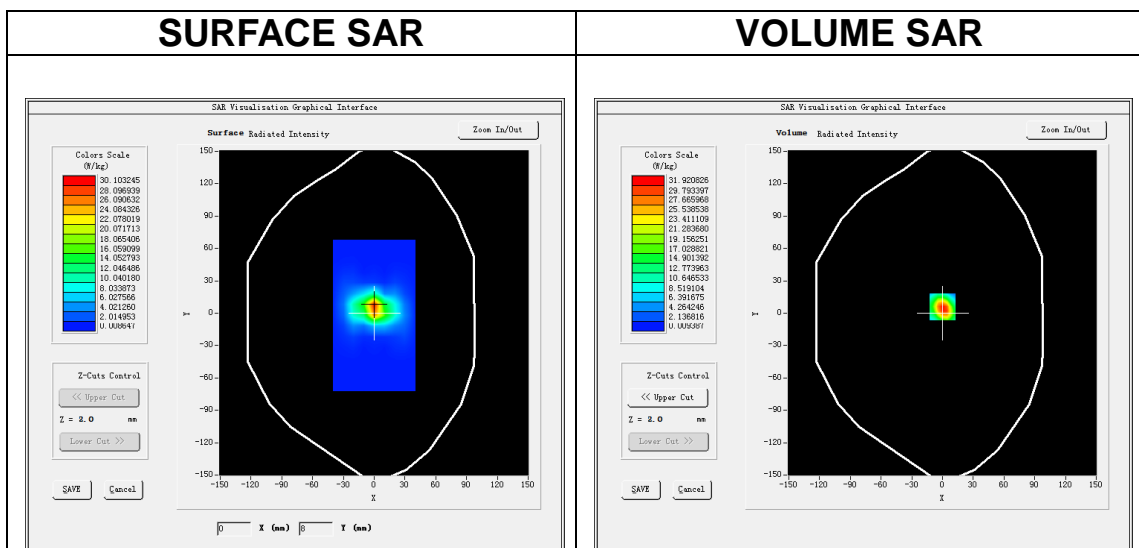 SURFACE SAR
VOLUME SAR
SAR Visualisation Graphical Interface
Surface Radiated Intensity
Zoom In/Out
Colors Scale
(W/kg)
30.103245
28.096939
26.090632
24.084326
22.078019
20.071713
18.065406
16.059099
14.052793
12.046486
10.040180
8.033873
6.027566
4.021260
2.014953
0.008647
150
120
90
60
30
0
-30
-60
-90
-120
-150
Y
-150 -120 -90 -60 -30 0 30 60 90 120 150
X
Z-Cuts Control
<< Upper Cut
Z = 2.0 mm
Lower Cut >>
SAVE Cancel
0 X (mm) 8 Y (mm)
SAR Visualisation Graphical Interface
Volume Radiated Intensity
Zoom In/Out
Colors Scale
(W/kg)
31.920826
29.793397
27.665968
25.538538
23.411109
21.283680
19.156251
17.028821
14.901392
12.773963
10.646533
8.519104
6.391675
4.264246
2.136816
0.009387
150
120
90
60
30
0
-30
-60
-90
-120
-150
Y
-150 -120 -90 -60 -30 0 30 60 90 120 150
X
Z-Cuts Control
<< Upper Cut
Z = 2.0 mm
Lower Cut >>
SAVE Cancel